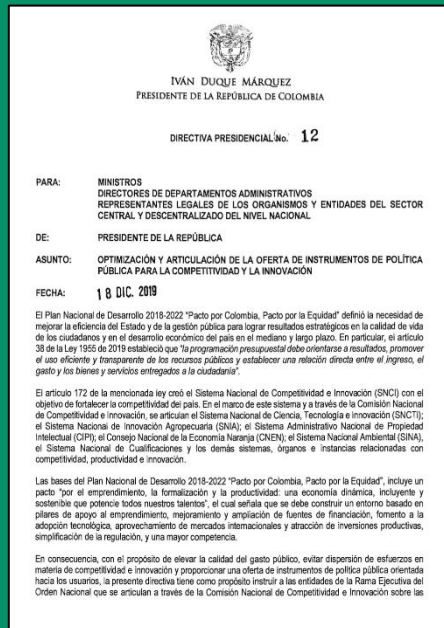 IVÁN DUQUE MÁRQUEZ
PRESIDENTE DE LA REPÚBLICA DE COLOMBIA
DIRECTIVA PRESIDENCIAL No. 12
PARA: MINISTROS
DIRECTORES DE DEPARTAMENTOS ADMINISTRATIVOS
REPRESENTANTES LEGALES DE LOS ORGANISMOS Y ENTIDADES DEL SECTOR
CENTRAL Y DESCENTRALIZADO DEL NIVEL NACIONAL
DE: PRESIDENTE DE LA REPÚBLICA
ASUNTO: OPTIMIZACIÓN Y ARTICULACIÓN DE LA OFERTA DE INSTRUMENTOS DE POLÍTICA
PÚBLICA PARA LA COMPETITIVIDAD Y LA INNOVACIÓN
FECHA: 18 DIC. 2019
El Plan Nacional de Desarrollo 2018-2022 "Pacto por Colombia, Pacto por la Equidad" definió la necesidad de
mejorar la eficiencia del Estado y de la gestión pública para lograr resultados estratégicos en la calidad de vida
de los ciudadanos y en el desarrollo económico del país en el mediano y largo plazo. En particular, el artículo
38 de la Ley 1955 de 2019 estableció que "la programación presupuestal debe orientarse a resultados, promover
el uso eficiente y transparente de los recursos públicos y establecer una relación directa entre el ingreso, el
gasto y los bienes y servicios entregados a la ciudadanía".
El artículo 172 de la mencionada ley creó el Sistema Nacional de Competitividad e Innovación (SNCI) con el
objetivo de fortalecer la competitividad del país. En el marco de este sistema y a través de la Comisión Nacional
de Competitividad e Innovación, se articulan el Sistema Nacional de Ciencia, Tecnología e Innovación (SNCTI);
el Sistema Nacional de Innovación Agropecuaria (SNIA); el Sistema Administrativo Nacional de Propiedad
Intelectual (CIPI); el Consejo Nacional de la Economía Naranja (CNEN); el Sistema Nacional Ambiental (SINA),
el Sistema Nacional de Cualificaciones y los demás sistemas, órganos e instancias relacionadas con
competitividad, productividad e innovación.
Las bases del Plan Nacional de Desarrollo 2018-2022 "Pacto por Colombia, Pacto por la Equidad", incluye un
pacto "por el emprendimiento, la formalización y la productividad: una economía dinámica, incluyente y
sostenible que potencie todos nuestros talentos", el cual señala que se debe construir un entorno basado en
pilares de apoyo al emprendimiento, mejoramiento y ampliación de fuentes de financiación, fomento a la
adopción tecnológica, aprovechamiento de mercados internacionales y atracción de inversiones productivas,
simplificación de la regulación, y una mayor competencia.
En consecuencia, con el propósito de elevar la calidad del gasto público, evitar dispersión de esfuerzos en
materia de competitividad e innovación y proporcionar una oferta de instrumentos de política pública orientada
hacia los usuarios, la presente directiva tiene como propósito instruir a las entidades de la Rama Ejecutiva del
Orden Nacional que se articulan a través de la Comisión Nacional de Competitividad e Innovación sobre las